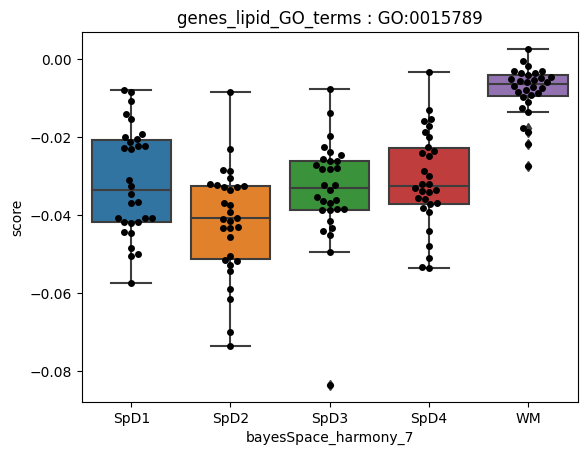 genes_lipid_GO_terms : GO:0015789
0.00
−0.02
−0.04
−0.06
−0.08
score
SpD1 SpD2 SpD3 SpD4 WM
bayesSpace_harmony_7